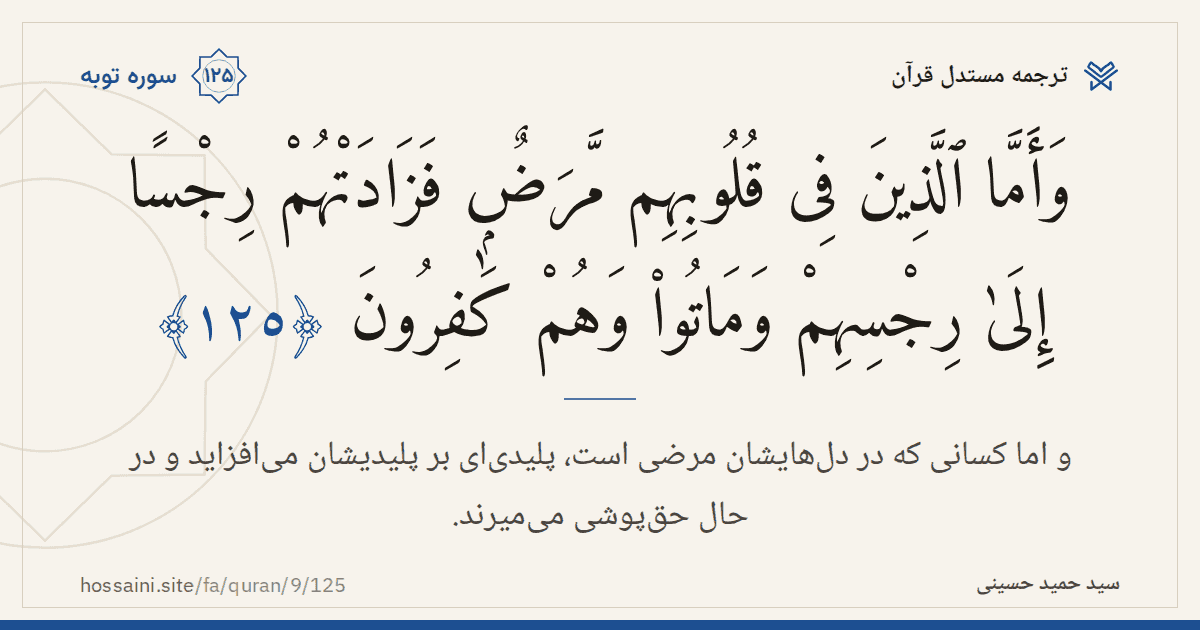 ترجمه مستدل قرآن
۱۲۵ سوره توبه
وَأَمَّا ٱلَّذِينَ فِى قُلُوبِهِم مَّرَضٌ فَزَادَتْهُمْ رِجْسًا
إِلَىٰ رِجْسِهِمْ وَمَاتُوا۟ وَهُمْ كَـٰفِرُونَ ﴿١٢٥﴾
و اما کسانی که در دل‌هایشان مرضی است، پلیدی‌ای بر پلیدیشان می‌افزاید و در
حال حق‌پوشی می‌میرند.
سید حمید حسینی
hossaini.site/fa/quran/9/125